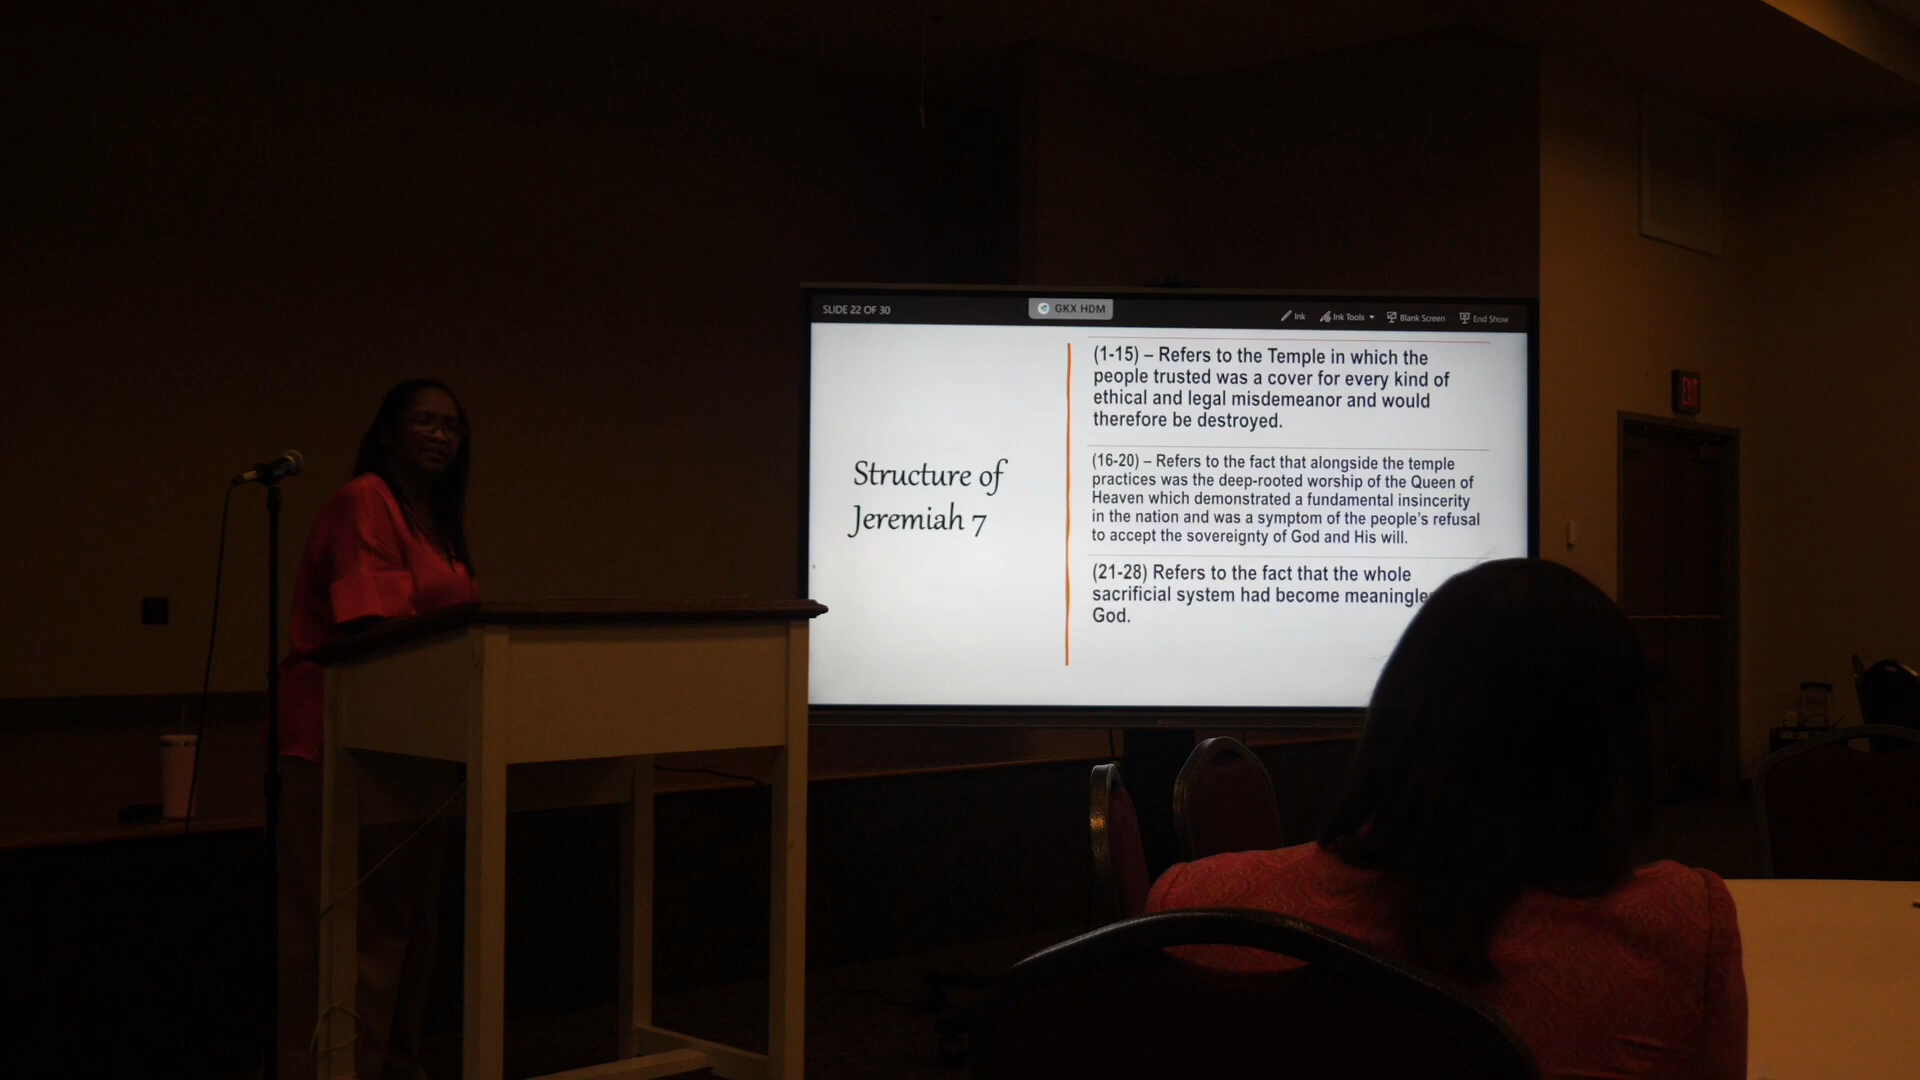 SLIDE 22 OF 30
GKX HDM
Ink
Ink Tools
Blank Screen
End Show
Structure of
Jeremiah 7
(1-15) – Refers to the Temple in which the
people trusted was a cover for every kind of
ethical and legal misdemeanor and would
therefore be destroyed.
(16-20) – Refers to the fact that alongside the temple
practices was the deep-rooted worship of the Queen of
Heaven which demonstrated a fundamental insincerity
in the nation and was a symptom of the people's refusal
to accept the sovereignty of God and His will.
(21-28) Refers to the fact that the whole
sacrificial system had become
God.
EXIT